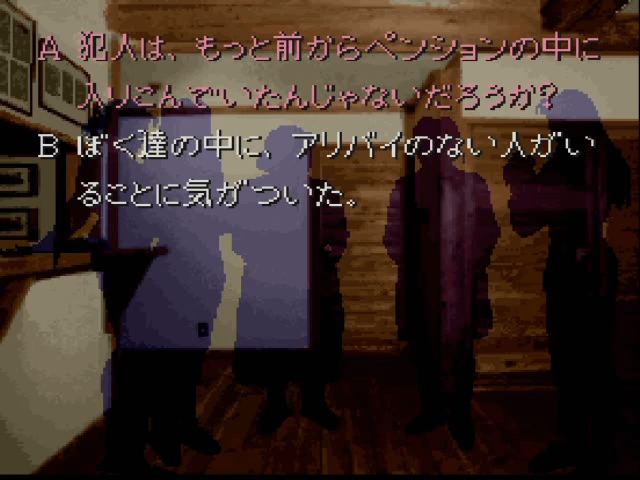 A 犯人は、もっと前からペンションの中に
入りこんでいたんじゃないだろうか?
B ぼく達の中に、アリバイのない人がい
ることに気がついた。